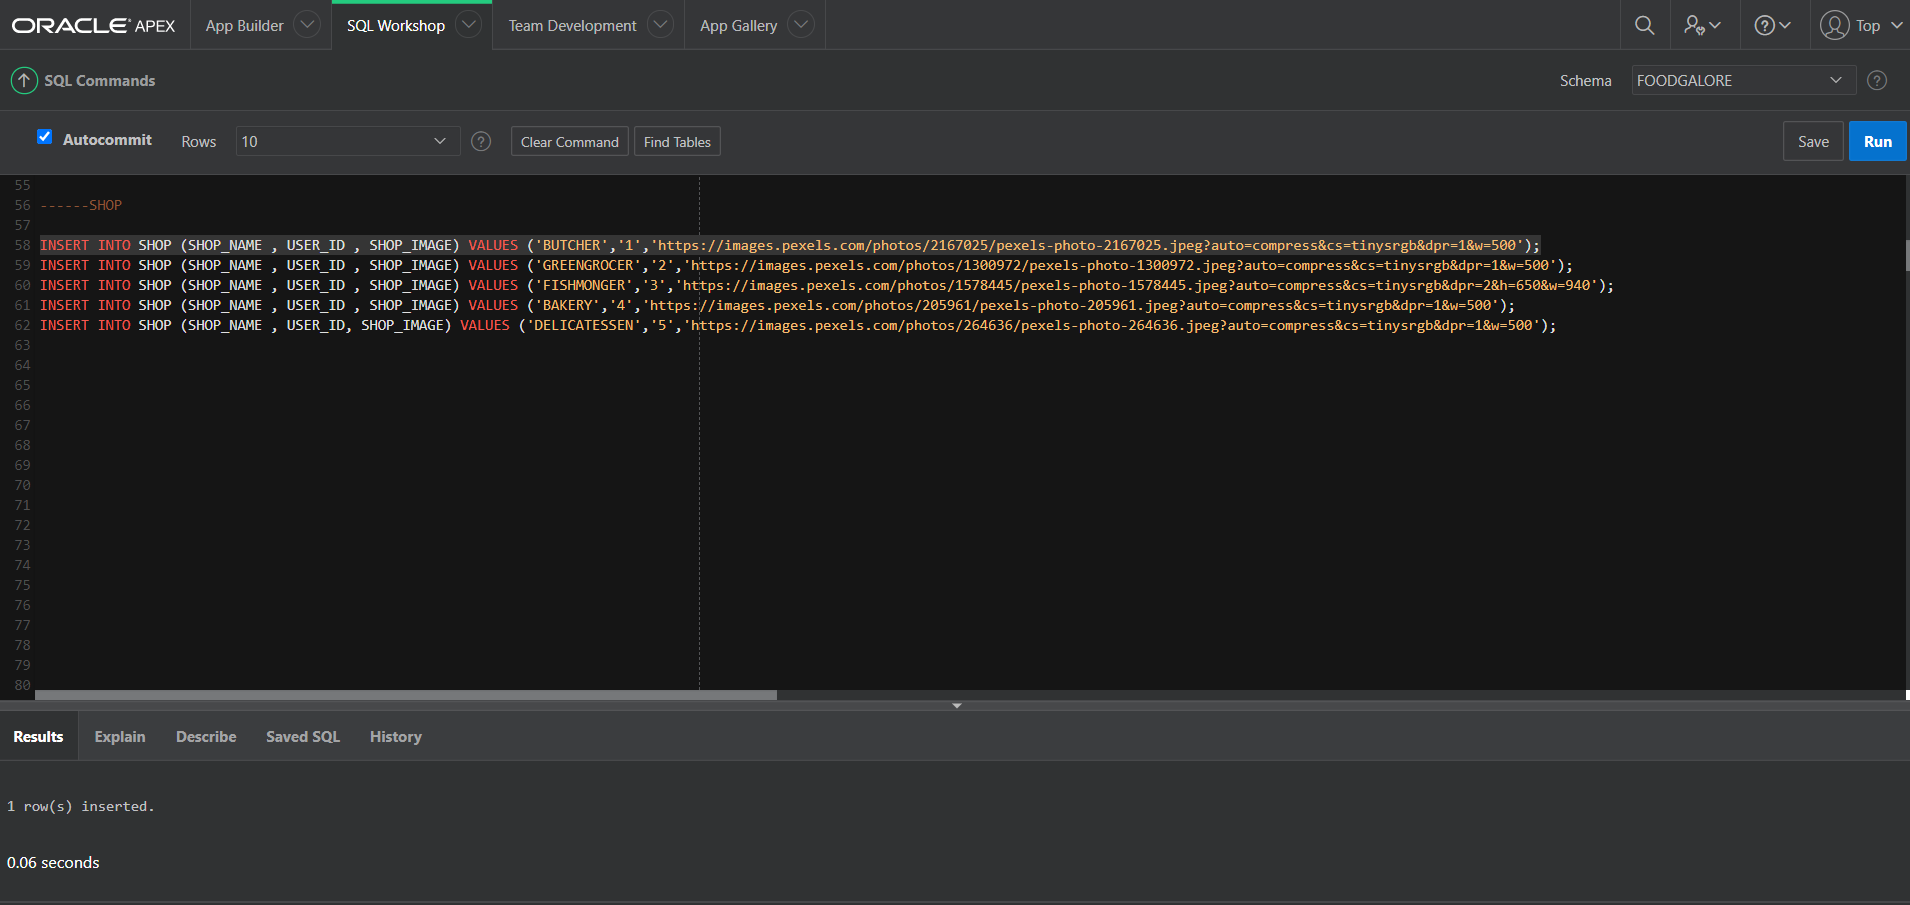 ORACLE APEX App Builder SQL Workshop Team Development App Gallery Top
SQL Commands Schema FOODGALORE
Autocommit Rows 10 Clear Command Find Tables Save Run
55
56 ------SHOP
57
58 INSERT INTO SHOP (SHOP_NAME , USER_ID , SHOP_IMAGE) VALUES ('BUTCHER','1','https://images.pexels.com/photos/2167025/pexels-photo-2167025.jpeg?auto=compress&cs=tinysrgb&dpr=1&w=500');
59 INSERT INTO SHOP (SHOP_NAME , USER_ID , SHOP_IMAGE) VALUES ('GREENGROCER','2','https://images.pexels.com/photos/1300972/pexels-photo-1300972.jpeg?auto=compress&cs=tinysrgb&dpr=1&w=500');
60 INSERT INTO SHOP (SHOP_NAME , USER_ID , SHOP_IMAGE) VALUES ('FISHMONGER','3','https://images.pexels.com/photos/1578445/pexels-photo-1578445.jpeg?auto=compress&cs=tinysrgb&dpr=2&h=650&w=940');
61 INSERT INTO SHOP (SHOP_NAME , USER_ID , SHOP_IMAGE) VALUES ('BAKERY','4','https://images.pexels.com/photos/205961/pexels-photo-205961.jpeg?auto=compress&cs=tinysrgb&dpr=1&w=500');
62 INSERT INTO SHOP (SHOP_NAME , USER_ID, SHOP_IMAGE) VALUES ('DELICATESSEN','5','https://images.pexels.com/photos/264636/pexels-photo-264636.jpeg?auto=compress&cs=tinysrgb&dpr=1&w=500');
63
64
65
66
67
68
69
70
71
72
73
74
75
76
77
78
79
80
Results Explain Describe Saved SQL History
1 row(s) inserted.
0.06 seconds